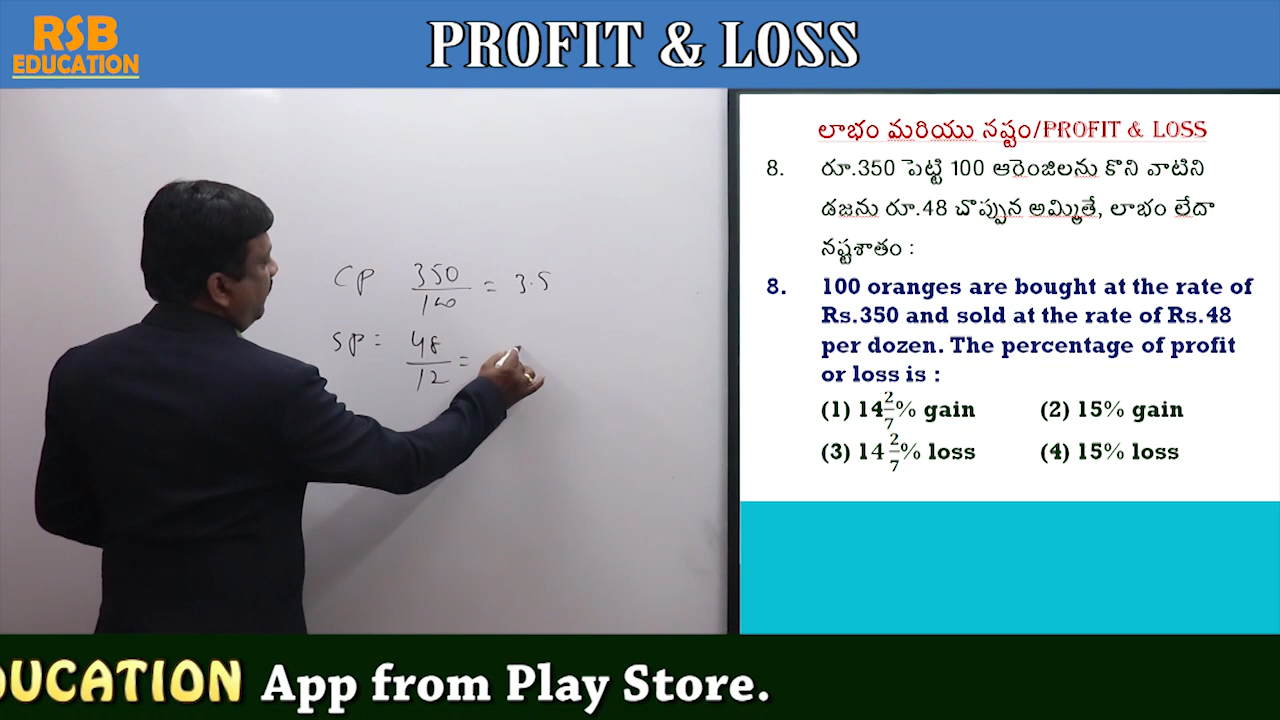 RSB
EDUCATION
PROFIT & LOSS
CP 350/100 = 3.5
SP = 48/12 =
లాభం మరియు నష్టం/PROFIT & LOSS
8. రూ.350 పెట్టి 100 ఆరెంజిలను కొని వాటిని
డజను రూ.48 చొప్పున అమ్మితే, లాభం లేదా
నష్టశాతం :
8. 100 oranges are bought at the rate of
Rs.350 and sold at the rate of Rs.48
per dozen. The percentage of profit
or loss is :
(1) 14 2/7% gain (2) 15% gain
(3) 14 2/7% loss (4) 15% loss
DUCATION App from Play Store.